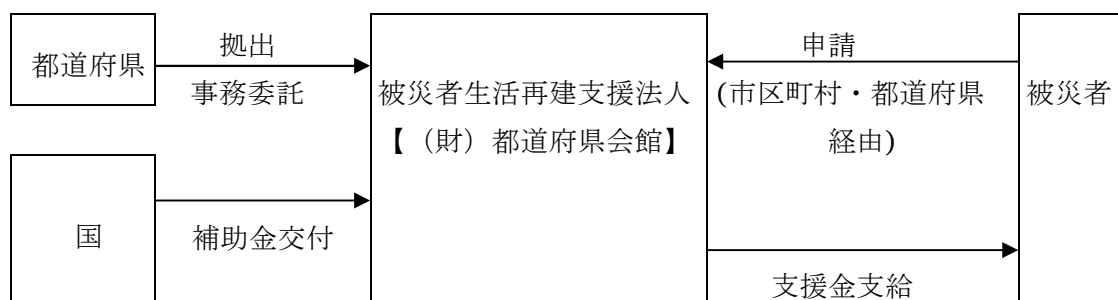 都道府県
拠出
事務委託
国
補助金交付
被災者生活再建支援法人
【（財）都道府県会館】
申請
(市区町村・都道府県
経由)
支援金支給
被災者